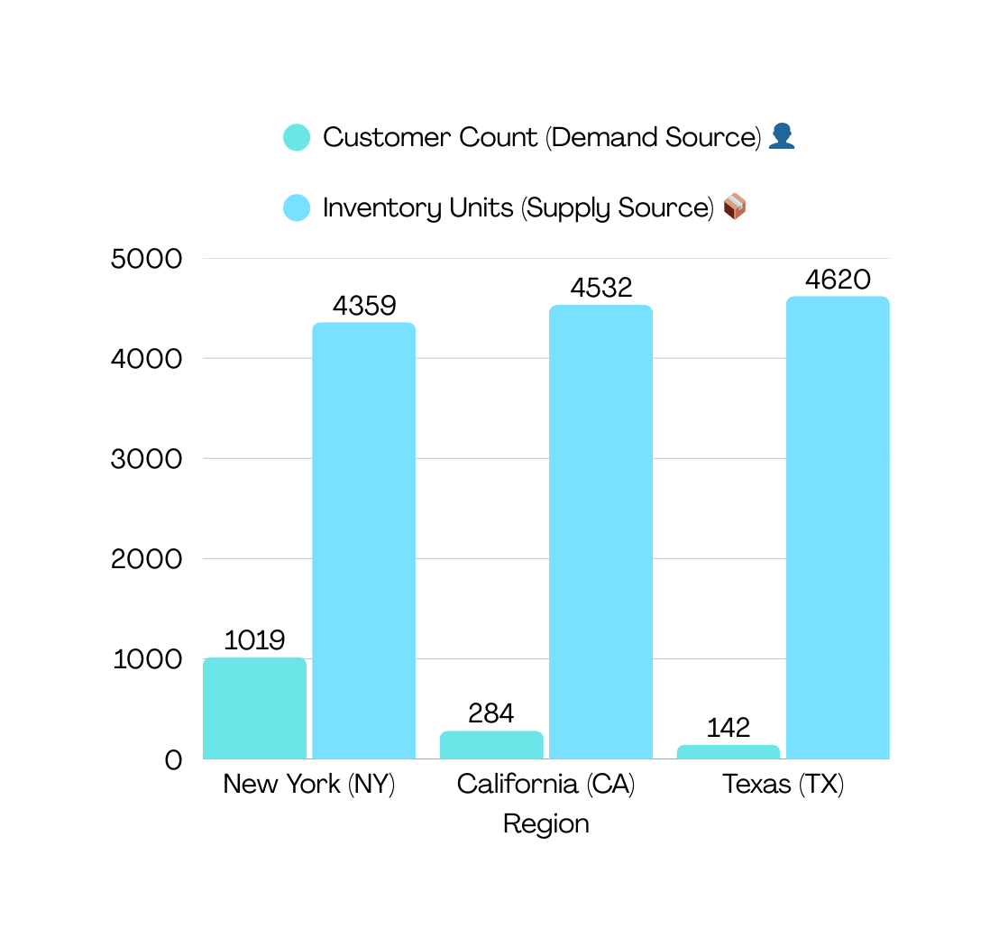 Customer Count (Demand Source) 👤
Inventory Units (Supply Source) 📦
5000
4000
3000
2000
1000
0
1019
4359
284
4532
142
4620
New York (NY)
California (CA)
Texas (TX)
Region